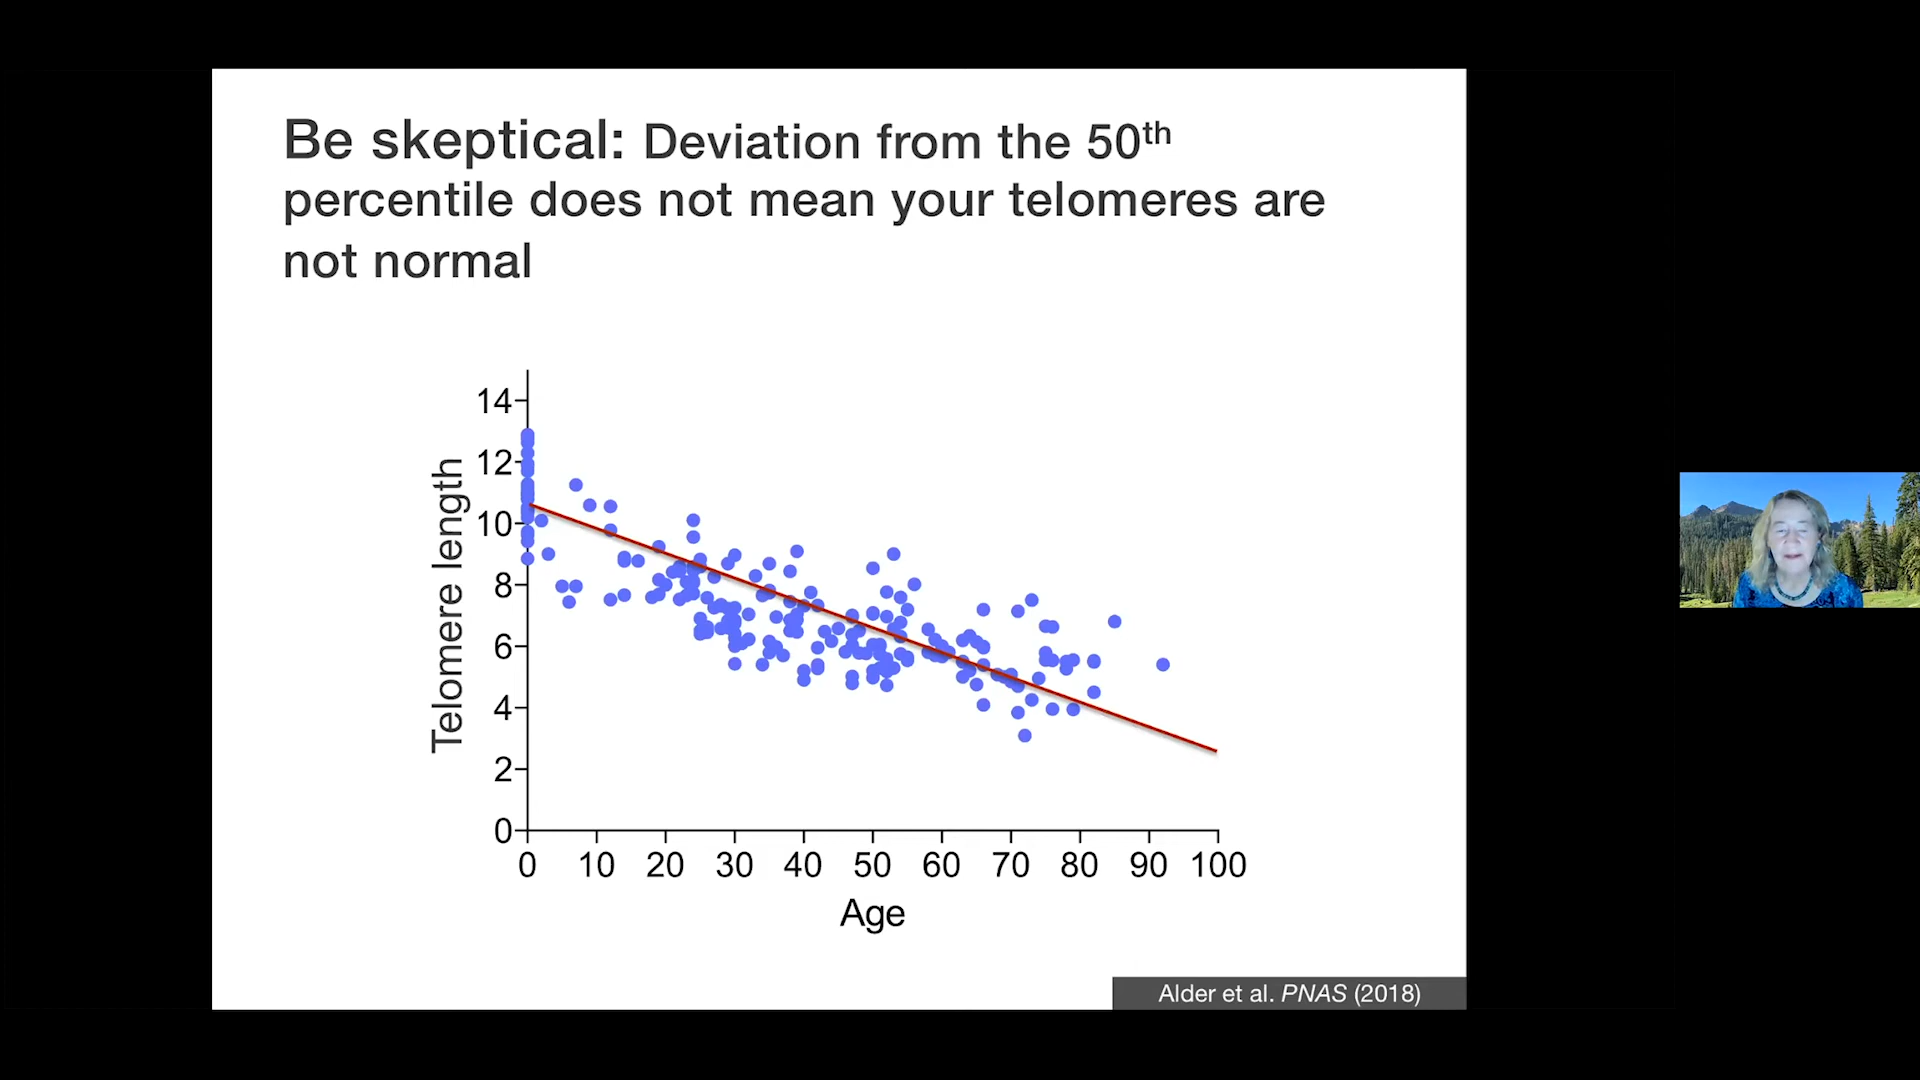 Be skeptical: Deviation from the 50th
percentile does not mean your telomeres are
not normal
Telomere length
14
12
10
8
6
4
2
0
0 10 20 30 40 50 60 70 80 90 100
Age
Alder et al. PNAS (2018)